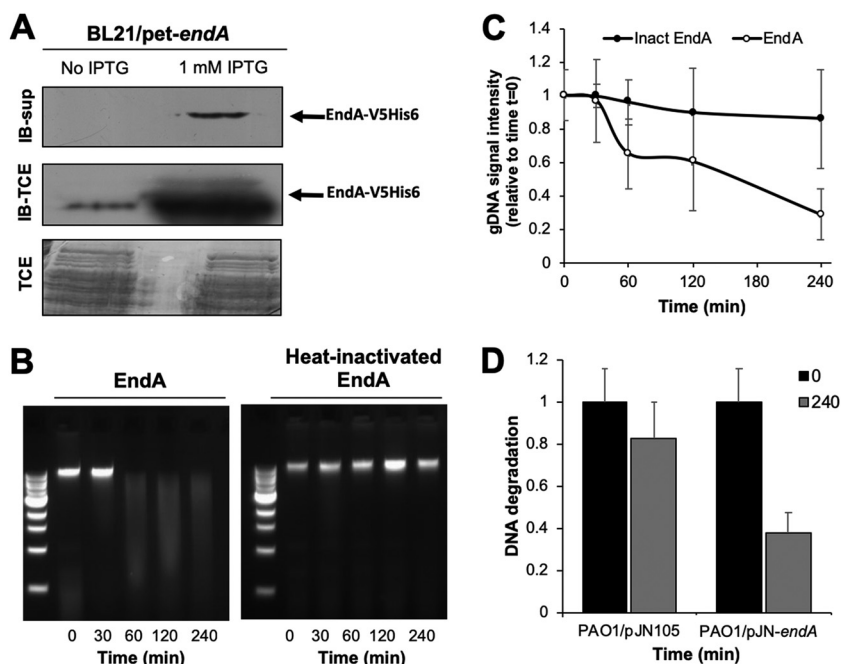 A
BL21/pet-endA
No IPTG 1 mM IPTG
IB-sup
EndA-V5His6
IB-TCE
EndA-V5His6
TCE
B
EndA
Heat-inactivated
EndA
0 30 60 120 240
Time (min)
0 30 60 120 240
Time (min)
C
Inact EndA EndA
gDNA signal intensity
(relative to time t=0)
1.4
1.2
1
0.8
0.6
0.4
0.2
0
0 60 120 180 240
Time (min)
D
DNA degradation
1.2
1
0.8
0.6
0.4
0.2
0
0
240
PAO1/pJN105 PAO1/pJN-endA
Time (min)